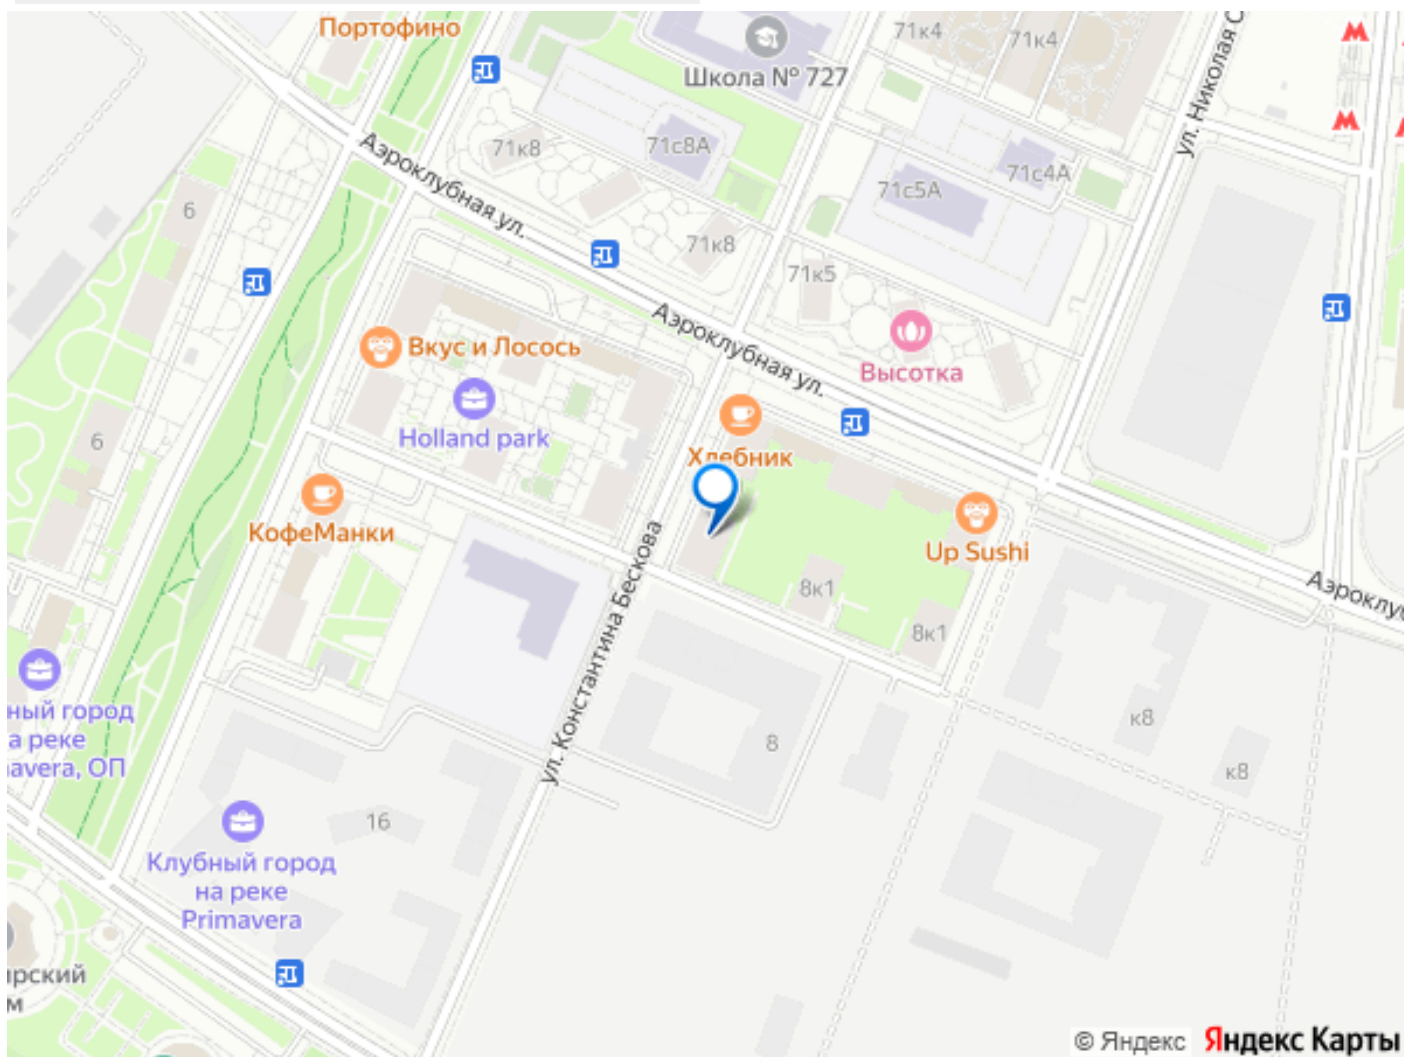 Портофино
Школа № 727
71к4
71к4
ул. Николая С
71к8
71с8А
71с5А
71с4А
Аэроклубная ул.
6
71к8
71к5
Аэроклубная ул.
Вкус и Лосось
Высотка
Holland park
6
Хлебник
КофеМанки
Up Sushi
ул. Константина Бескова
8к1
8к1
Аэроклуб
ный город
а реке
avera, ОП
к8
8
к8
16
Клубный город
на реке
Primavera
ирский
м
© Яндекс Яндекс Карты